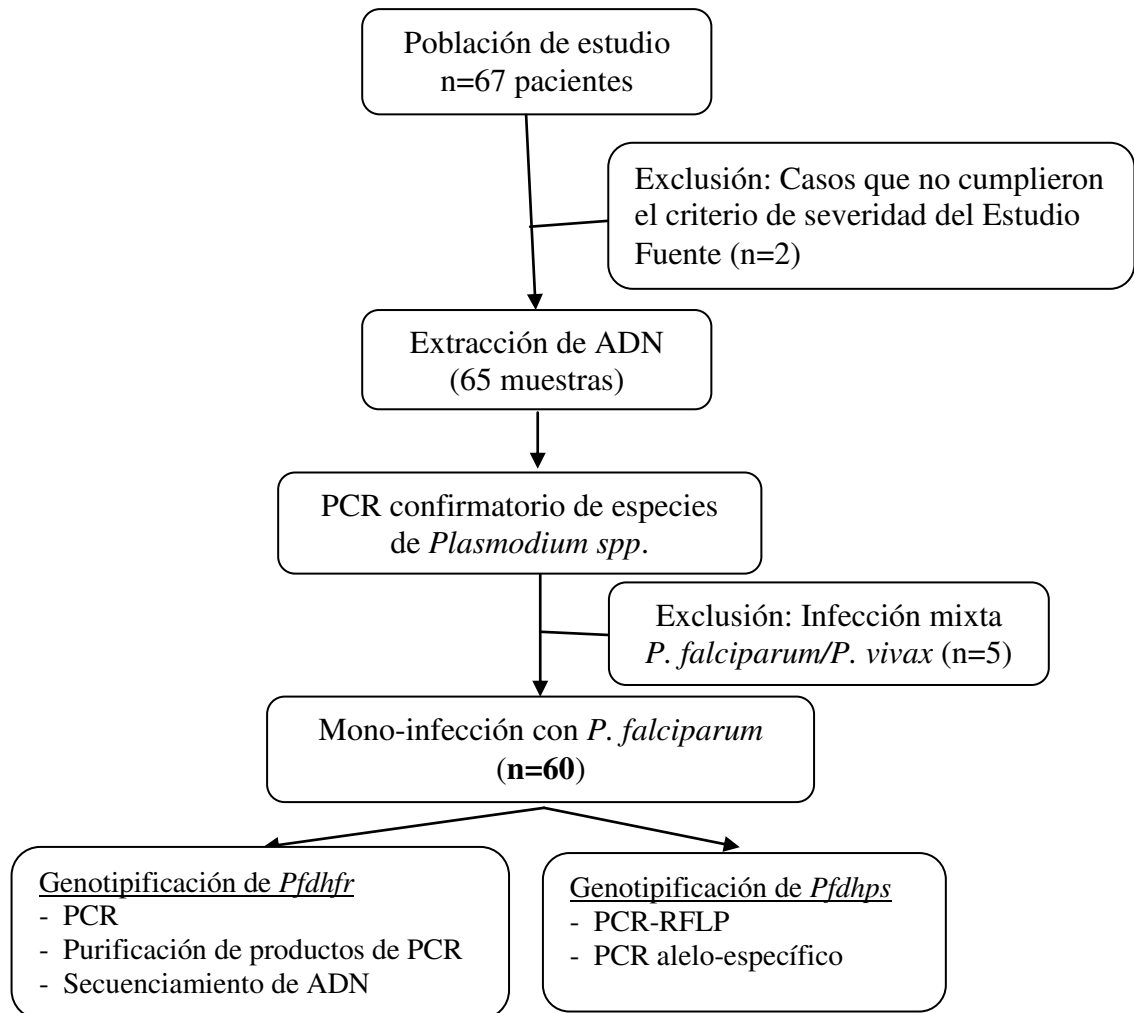 Población de estudio
n=67 pacientes
Exclusión: Casos que no cumplieron
el criterio de severidad del Estudio
Fuente (n=2)
Extracción de ADN
(65 muestras)
PCR confirmatorio de especies
de Plasmodium spp.
Exclusión: Infección mixta
P. falciparum/P. vivax (n=5)
Mono-infección con P. falciparum
(n=60)
Genotipificación de Pfdhfr
- PCR
- Purificación de productos de PCR
- Secuenciamiento de ADN
Genotipificación de Pfdhps
- PCR-RFLP
- PCR alelo-específico